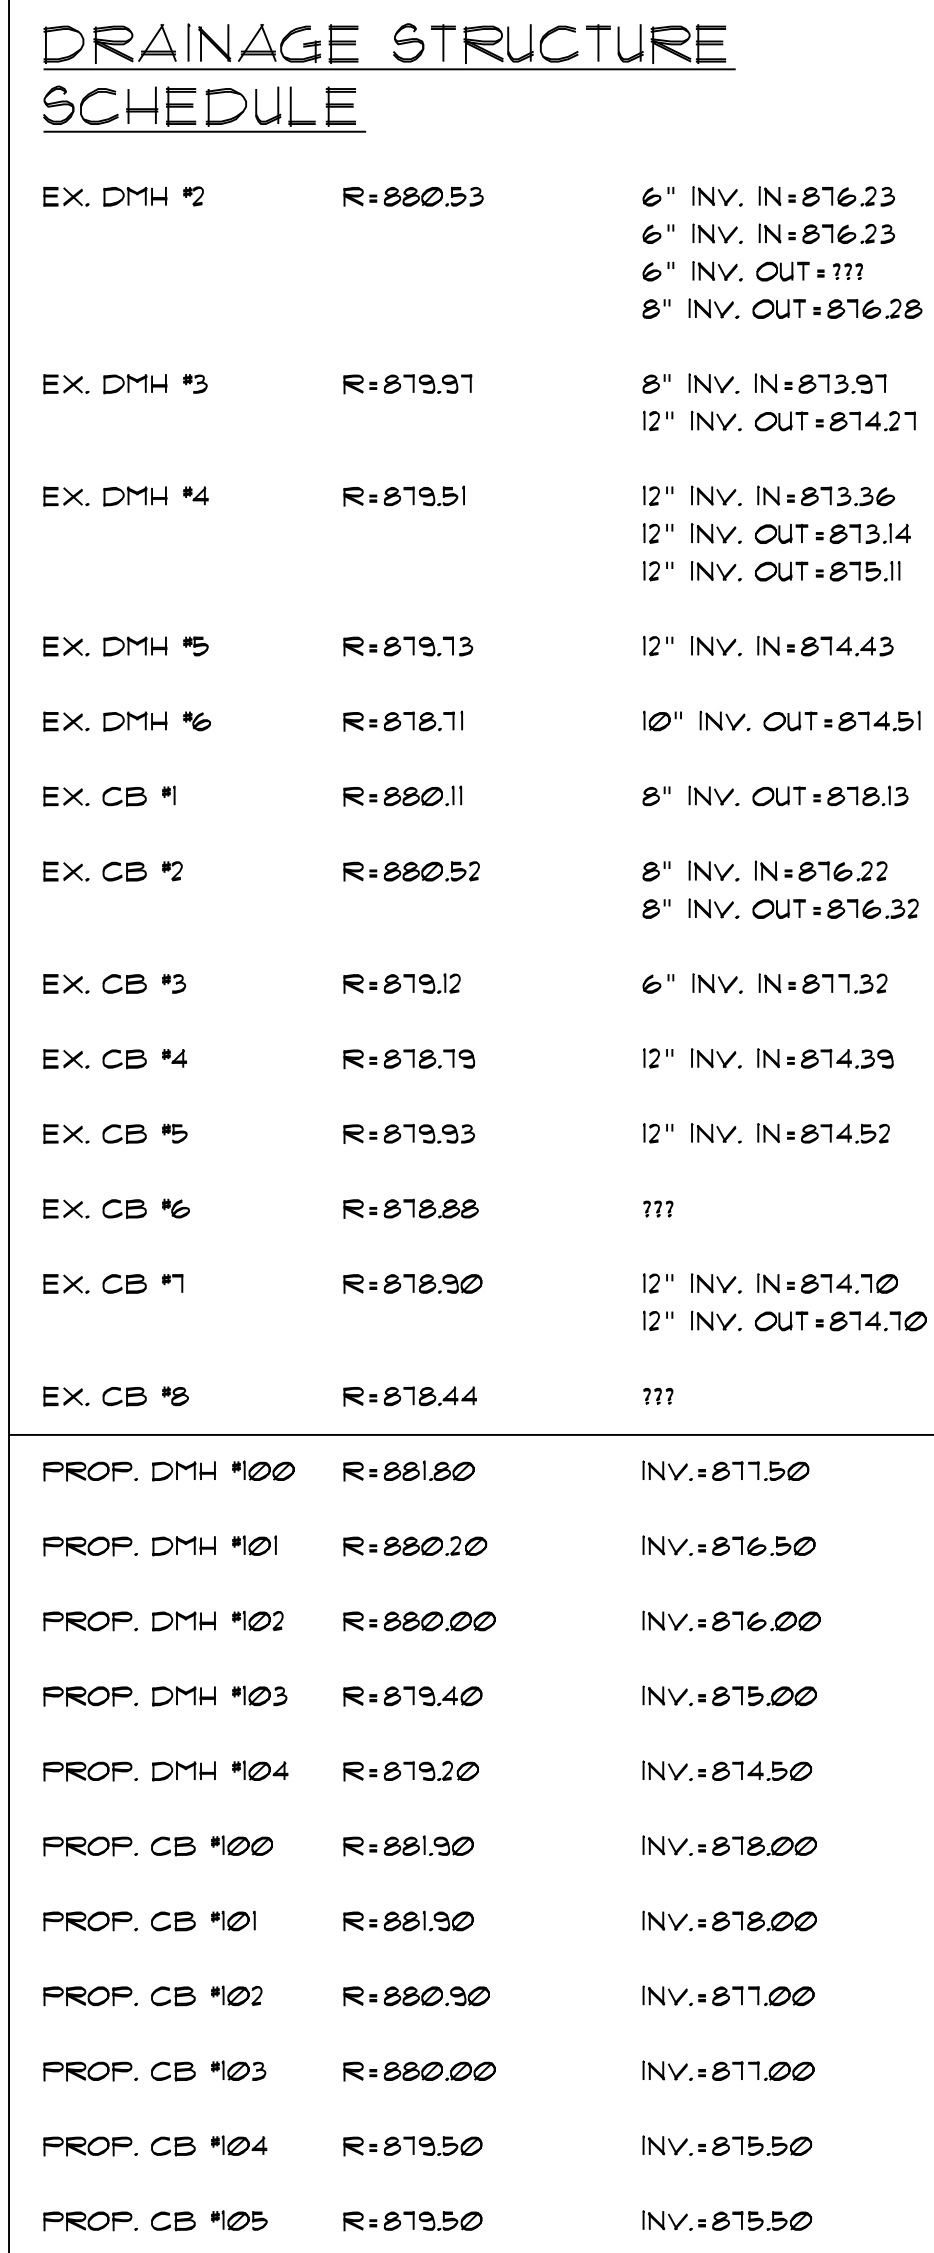 DRAINAGE STRUCTURE
SCHEDULE
EX. DMH #2 R=880.53 6" INV. IN=876.23
6" INV. IN=876.23
6" INV. OUT=???
8" INV. OUT=876.28
EX. DMH #3 R=879.97 8" INV. IN=873.97
12" INV. OUT=874.27
EX. DMH #4 R=879.51 12" INV. IN=873.36
12" INV. OUT=873.14
12" INV. OUT=875.11
EX. DMH #5 R=879.73 12" INV. IN=874.43
EX. DMH #6 R=878.71 10" INV. OUT=874.51
EX. CB #1 R=880.11 8" INV. OUT=878.13
EX. CB #2 R=880.52 8" INV. IN=876.22
8" INV. OUT=876.32
EX. CB #3 R=879.12 6" INV. IN=877.32
EX. CB #4 R=878.79 12" INV. IN=874.39
EX. CB #5 R=879.93 12" INV. IN=874.52
EX. CB #6 R=878.88 ???
EX. CB #7 R=878.90 12" INV. IN=874.70
12" INV. OUT=874.70
EX. CB #8 R=878.44 ???
PROP. DMH #100 R=881.80 INV.=877.50
PROP. DMH #101 R=880.20 INV.=876.50
PROP. DMH #102 R=880.00 INV.=876.00
PROP. DMH #103 R=879.40 INV.=875.00
PROP. DMH #104 R=879.20 INV.=874.50
PROP. CB #100 R=881.90 INV.=878.00
PROP. CB #101 R=881.90 INV.=878.00
PROP. CB #102 R=880.90 INV.=877.00
PROP. CB #103 R=880.00 INV.=877.00
PROP. CB #104 R=879.50 INV.=875.50
PROP. CB #105 R=879.50 INV.=875.50